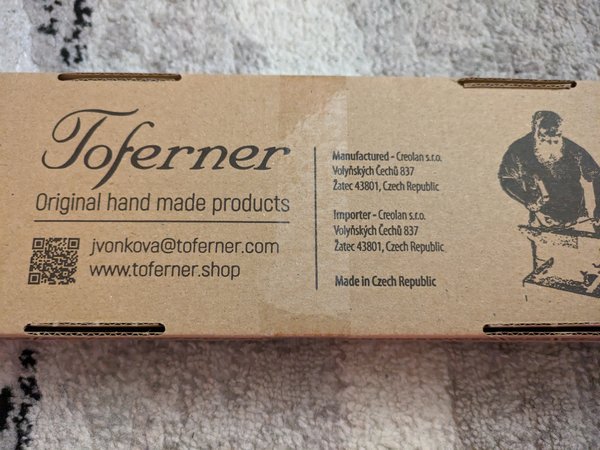 Toferner
Original hand made products
jvonkova@toferner.com
www.toferner.shop
Manufactured - Creolan s.r.o.
Volyňských Čechů 837
Žatec 43801, Czech Republic
Importer - Creolan s.r.o.
Volyňských Čechů 837
Žatec 43801, Czech Republic
Made in Czech Republic